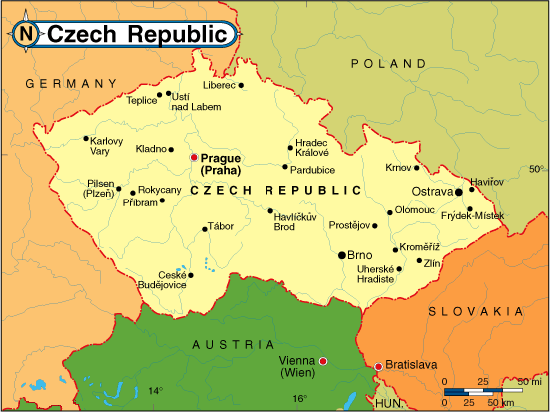 N Czech Republic
GERMANY
POLAND
Liberec
Teplice
Ústí
nad Labem
Karlovy
Vary
Kladno
Prague
(Praha)
Hradec
Králové
Pardubice
Krnov
Havířov
50°
Pilsen
(Plzeň)
Rokycany
Příbram
CZECH REPUBLIC
Ostrava
Frýdek-Místek
Havlíčkův
Brod
Olomouc
Prostějov
Tábor
Kroměříž
Brno
Zlín
Uherské
Hradiste
České
Budějovice
SLOVAKIA
AUSTRIA
Vienna
(Wien)
Bratislava
14°
16°
HUN.
0 25 50 mi
0 25 50 km